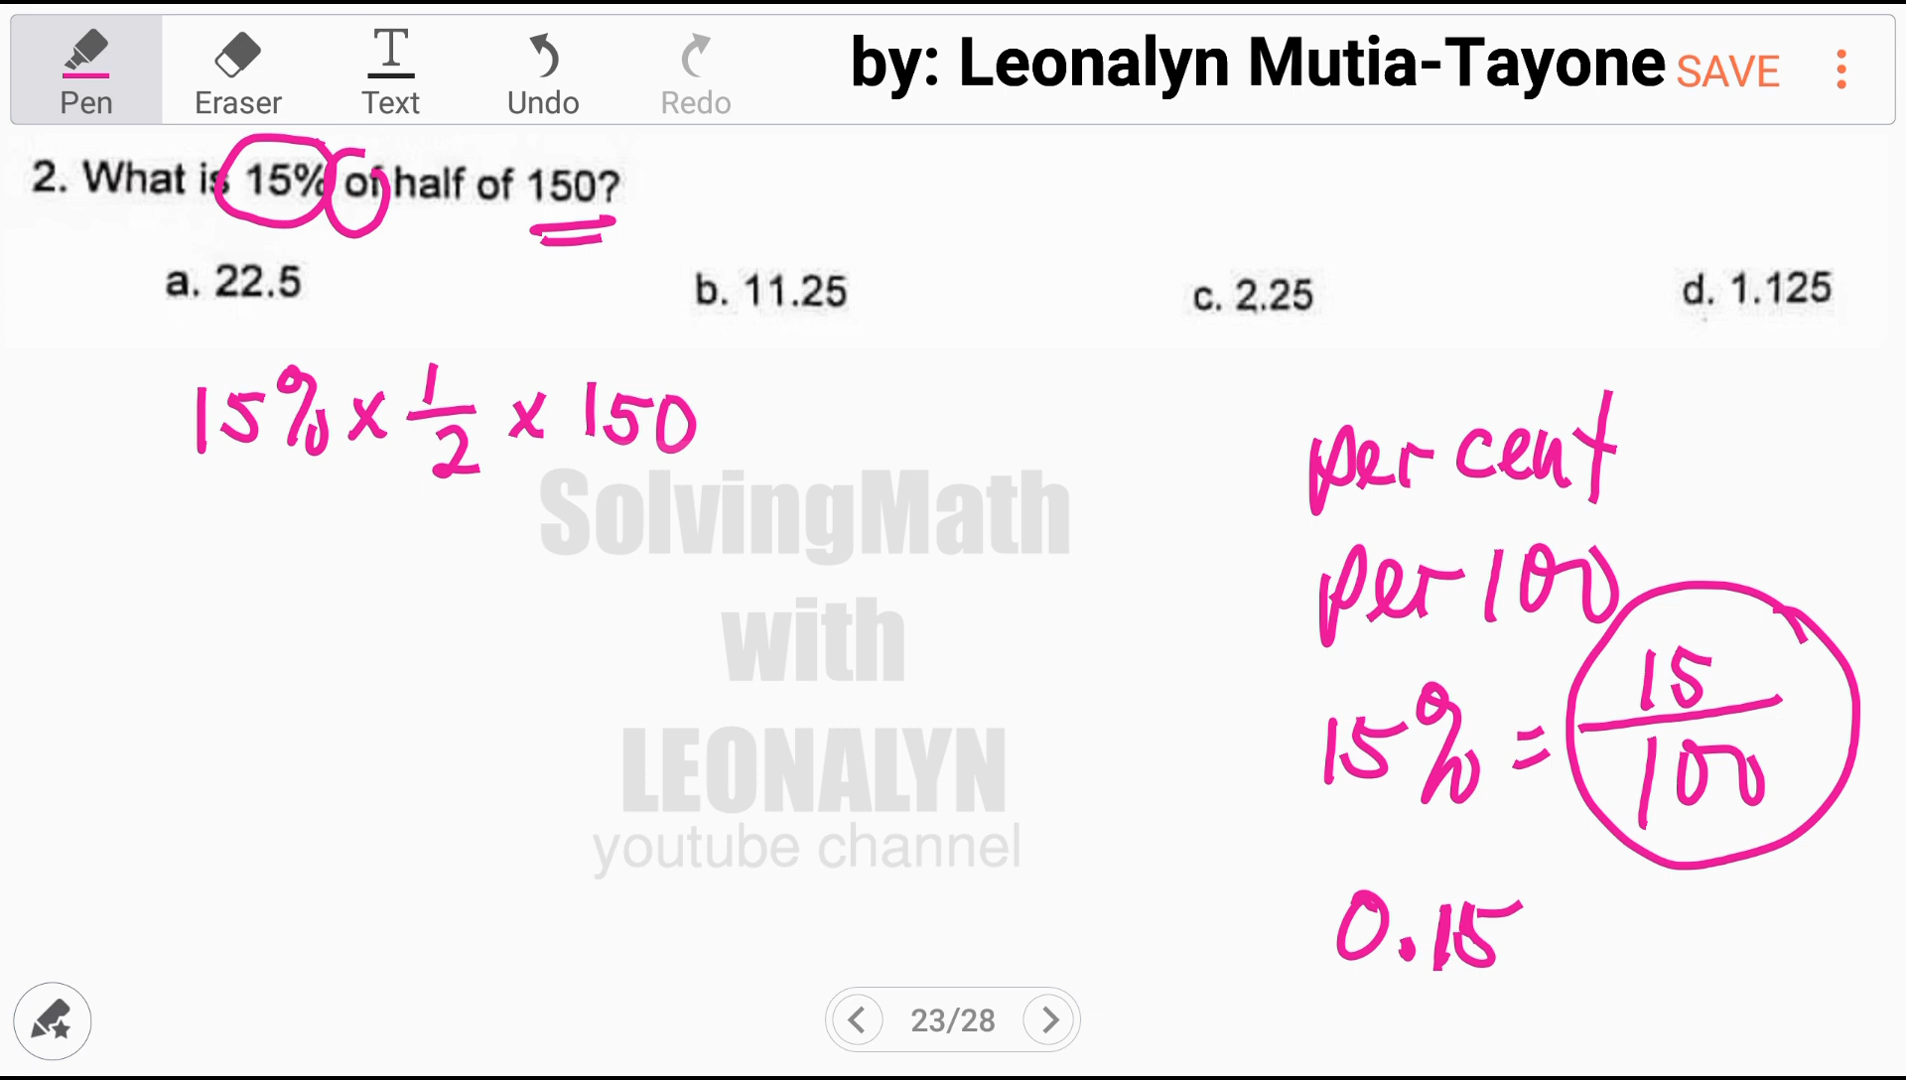 Pen
Eraser
Text
Undo
Redo
by: Leonalyn Mutia-Tayone
SAVE
2. What is 15% of half of 150?
a. 22.5
b. 11.25
c. 2.25
d. 1.125
15% x 1/2 x 150
per cent
per 100
15% = 15/100
0.15
SolvingMath
with
LEONALYN
youtube channel
23/28